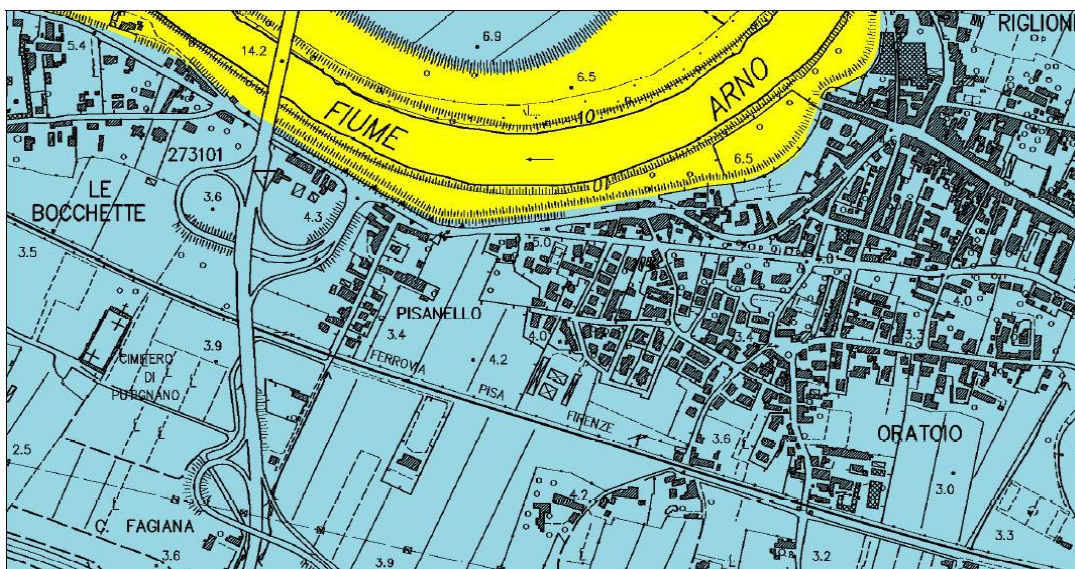 RIGLIONI
5.4
6.9
14.2
6.5
ARNO
FIUME
10
10
6.5
273101
LE
BOCCHETTE
3.6
4.3
3.5
5.0
PISANELLO
3.4
4.0
4.0
3.3
3.4
3.9
FERROVIA
4.2
CIMITERO
DI
PUTIGNANO
PISA
FIRENZE
3.6
ORATOIO
2.5
4.2
3.0
C. FAGIANA
3.6
3.9
3.2
3.3